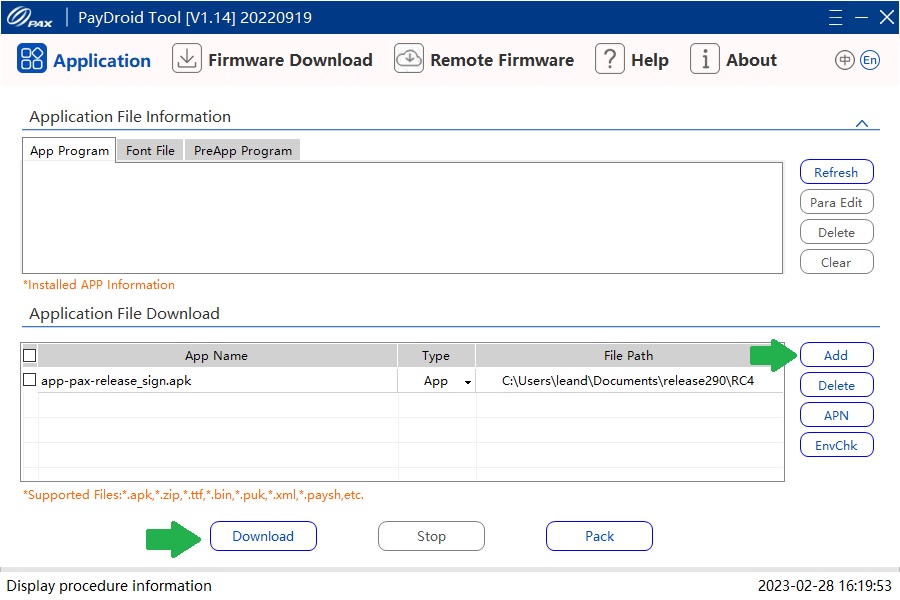 PAX PayDroid Tool [V1.14] 20220919
Application Firmware Download Remote Firmware ? Help i About 中 En
Application File Information
App Program Font File PreApp Program
Refresh
Para Edit
Delete
Clear
*Installed APP Information
Application File Download
App Name Type File Path Add
app-pax-release_sign.apk App C:\Users\leand\Documents\release290\RC4
Delete
APN
EnvChk
*Supported Files:*.apk,*.zip,*.ttf,*.bin,*.puk,*.xml,*.paysh,etc.
Download Stop Pack
Display procedure information 2023-02-28 16:19:53